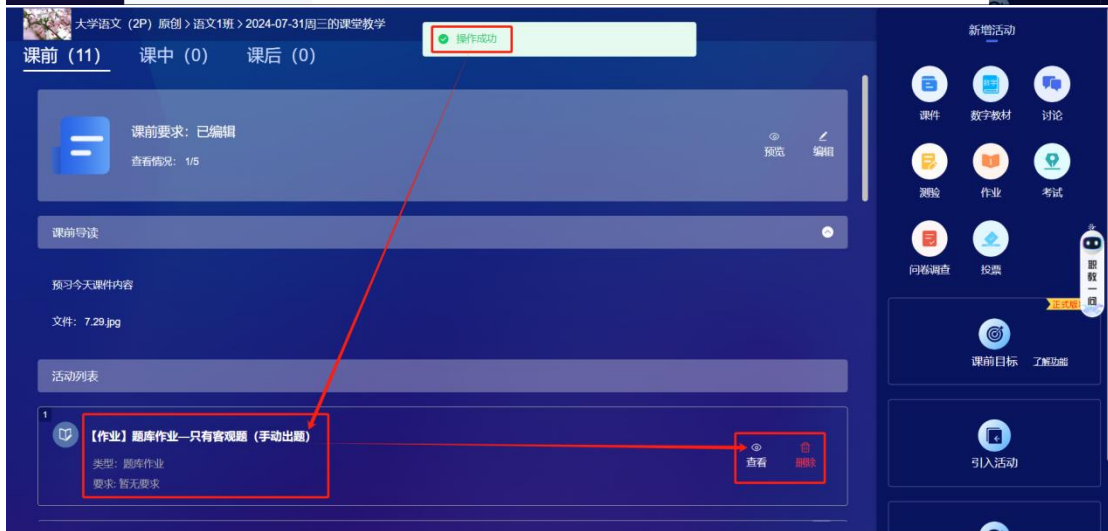 大学语文（2P）原创 > 语文1班 > 2024-07-31周三的课堂教学
操作成功
课前（11） 课中（0） 课后（0）
课前要求：已编辑
查看情况：1/5
预览 编辑
课前导读
预习今天课件内容
文件：7.29.jpg
活动列表
1
【作业】题库作业—只有客观题（手动出题）
类型：题库作业
要求:暂无要求
查看 删除
新增活动
课件 数字教材 讨论
测验 作业 考试
问卷调查 投票
职教一问
正式版
课前目标 了解功能
引入活动